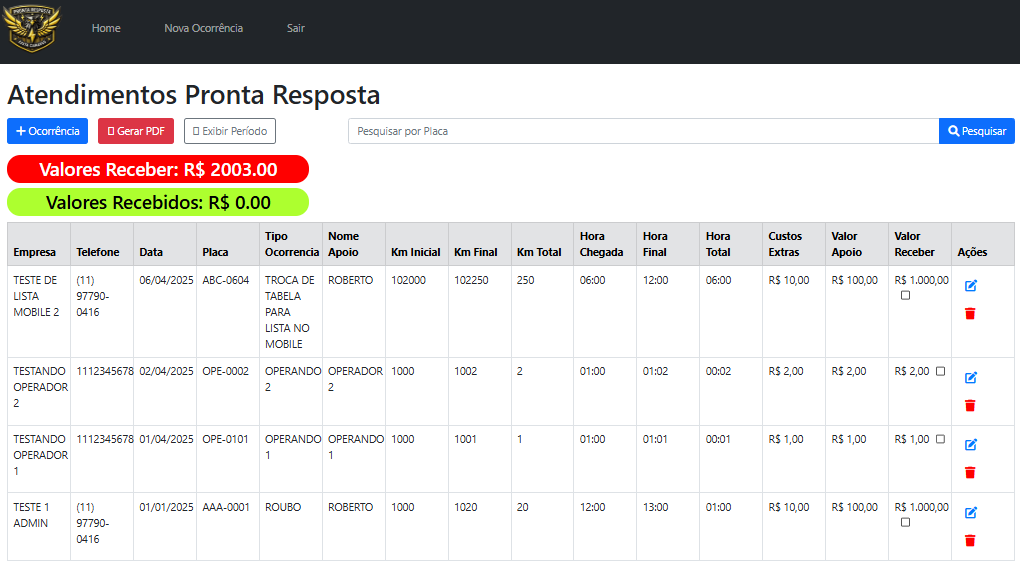 PRONTA RESPOSTA
Home Nova Ocorrência Sair
Atendimentos Pronta Resposta
Ocorrência Gerar PDF Exibir Período Pesquisar por Placa Pesquisar
Valores Receber: R$ 2003.00
Valores Recebidos: R$ 0.00
Empresa Telefone Data Placa Tipo Ocorrencia Nome Apoio Km Inicial Km Final Km Total Hora Chegada Hora Final Hora Total Custos Extras Valor Apoio Valor Receber Ações
TESTE DE LISTA MOBILE 2 (11) 97790-0416 06/04/2025 ABC-0604 TROCA DE TABELA PARA LISTA NO MOBILE ROBERTO 102000 102250 250 06:00 12:00 06:00 R$ 10,00 R$ 100,00 R$ 1.000,00
TESTANDO OPERADOR 2 1112345678 02/04/2025 OPE-0002 OPERANDO 2 OPERADOR 2 1000 1002 2 01:00 01:02 00:02 R$ 2,00 R$ 2,00 R$ 2,00
TESTANDO OPERADOR 1 1112345678 01/04/2025 OPE-0101 OPERANDO 1 OPERANDO 1 1000 1001 1 01:00 01:01 00:01 R$ 1,00 R$ 1,00 R$ 1,00
TESTE 1 ADMIN (11) 97790-0416 01/01/2025 AAA-0001 ROUBO ROBERTO 1000 1020 20 12:00 13:00 01:00 R$ 10,00 R$ 100,00 R$ 1.000,00